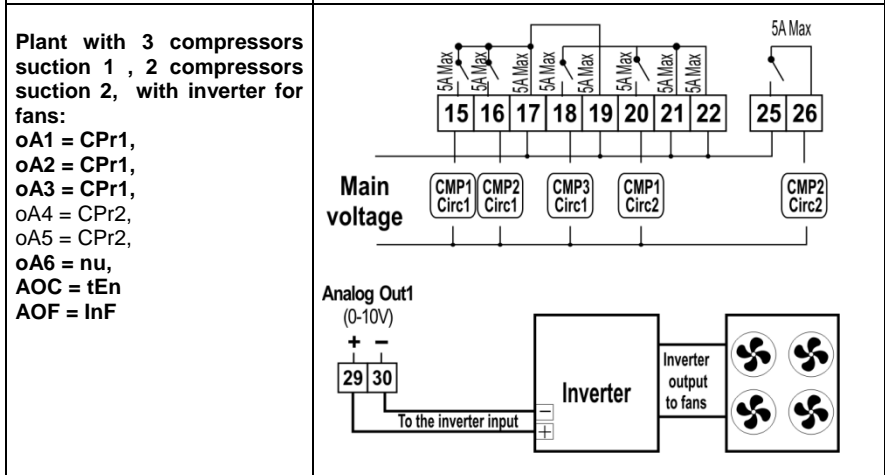 Plant with 3 compressors
suction 1 , 2 compressors
suction 2, with inverter for
fans:
oA1 = CPr1,
oA2 = CPr1,
oA3 = CPr1,
oA4 = CPr2,
oA5 = CPr2,
oA6 = nu,
AOC = tEn
AOF = InF
5A Max
5A Max 5A Max 5A Max 5A Max 5A Max 5A Max 5A Max
15 16 17 18 19 20 21 22 25 26
Main
voltage
CMP1 CMP2 CMP3 CMP1 CMP2
Circ1 Circ1 Circ1 Circ2 Circ2
Analog Out1
(0-10V)
+ −
29 30
To the inverter input
−
+
Inverter
Inverter
output
to fans